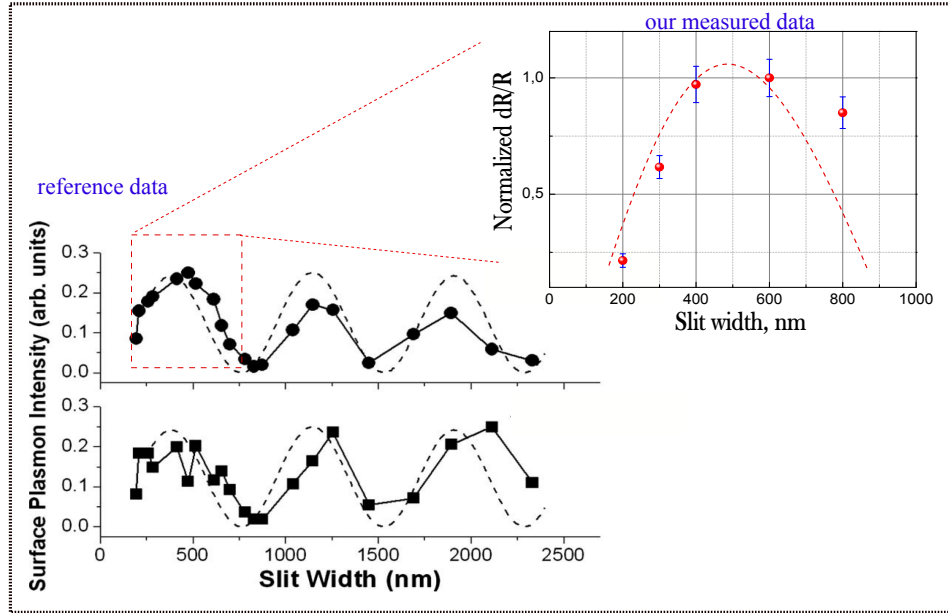 our measured data
1,0
0,5
Normalized dR/R
0 200 400 600 800 1000
Slit width, nm
reference data
Surface Plasmon Intensity (arb. units)
0.3
0.2
0.1
0.0
0.3
0.2
0.1
0.0
0 500 1000 1500 2000 2500
Slit Width (nm)